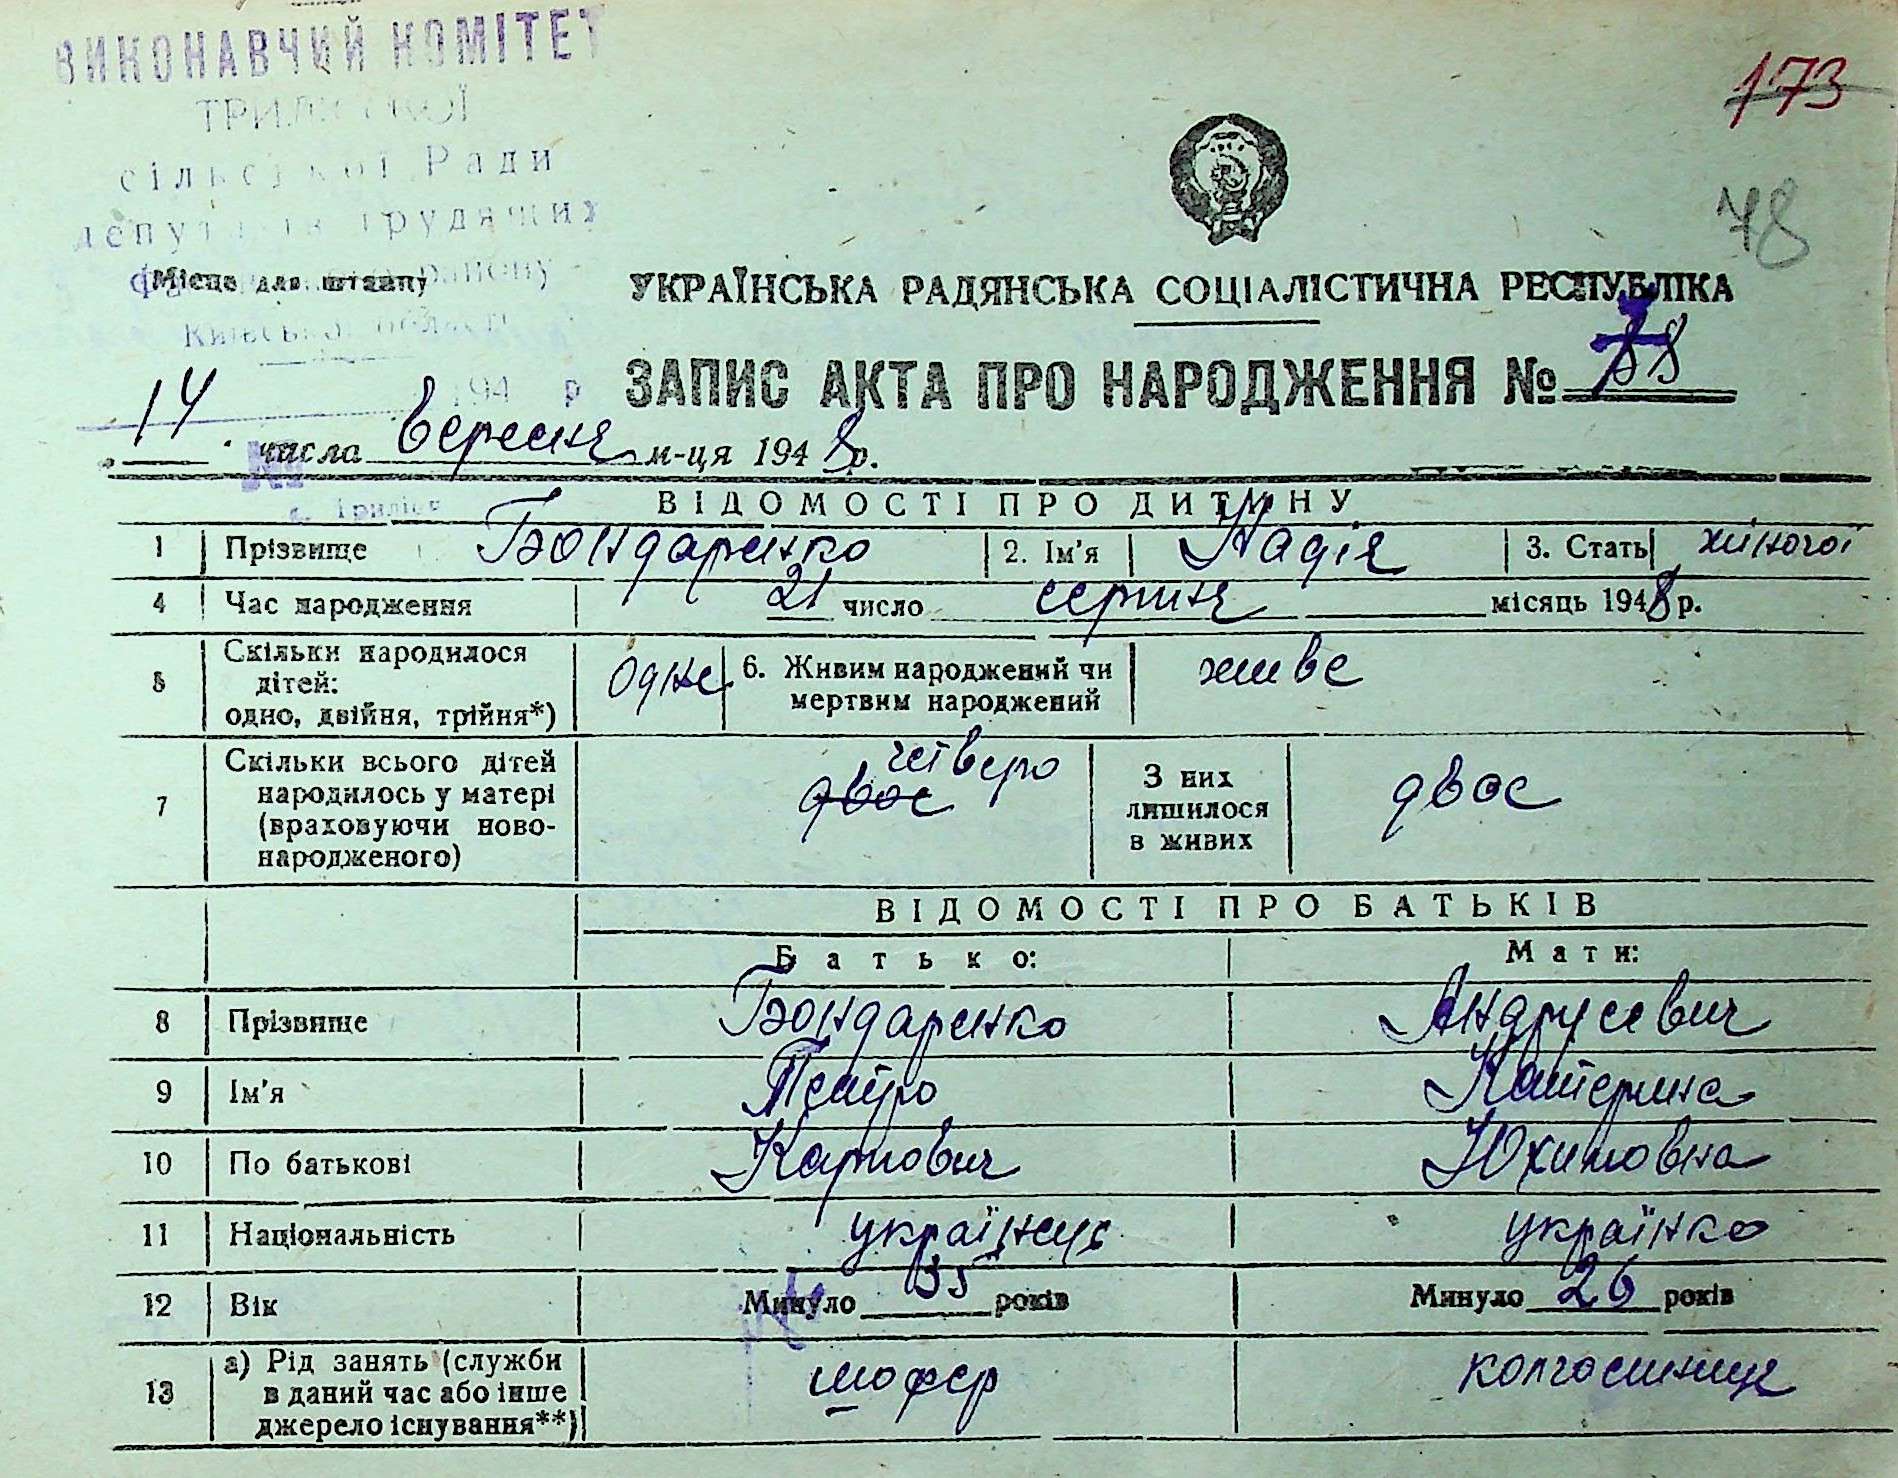 ВИКОНАВЧИЙ КОМІТЕТ
сільської Ради
депутатів трудящих
району
Київської області
Місце для штампу
194 р
№
с. Триліси
173
78
УКРАЇНСЬКА РАДЯНСЬКА СОЦІАЛІСТИЧНА РЕСПУБЛІКА
ЗАПИС АКТА ПРО НАРОДЖЕННЯ №
14 числа вересня м-ця 1948 р.
ВІДОМОСТІ ПРО ДИТИНУ
1 Прізвище Бондаренко 2. Ім'я Надія 3. Стать жіночої
4 Час народження 21 число серпня місяць 1948 р.
5 Скільки народилося дітей: одно, двійня, трійня*) одне 6. Живим народжений чи мертвим народжений живе
7 Скільки всього дітей народилось у матері (враховуючи новонародженого) двоє четверо З них лишилося в живих двоє
ВІДОМОСТІ ПРО БАТЬКІВ
Батько: Мати:
8 Прізвище Бондаренко Андрусевич
9 Ім'я Петро Катерина
10 По батькові Карпович Юхимовна
11 Національність українець українка
12 Вік Минуло 35 років Минуло 26 років
13 а) Рід занять (служби в даний час або інше джерело існування**) шофер колгоспниця